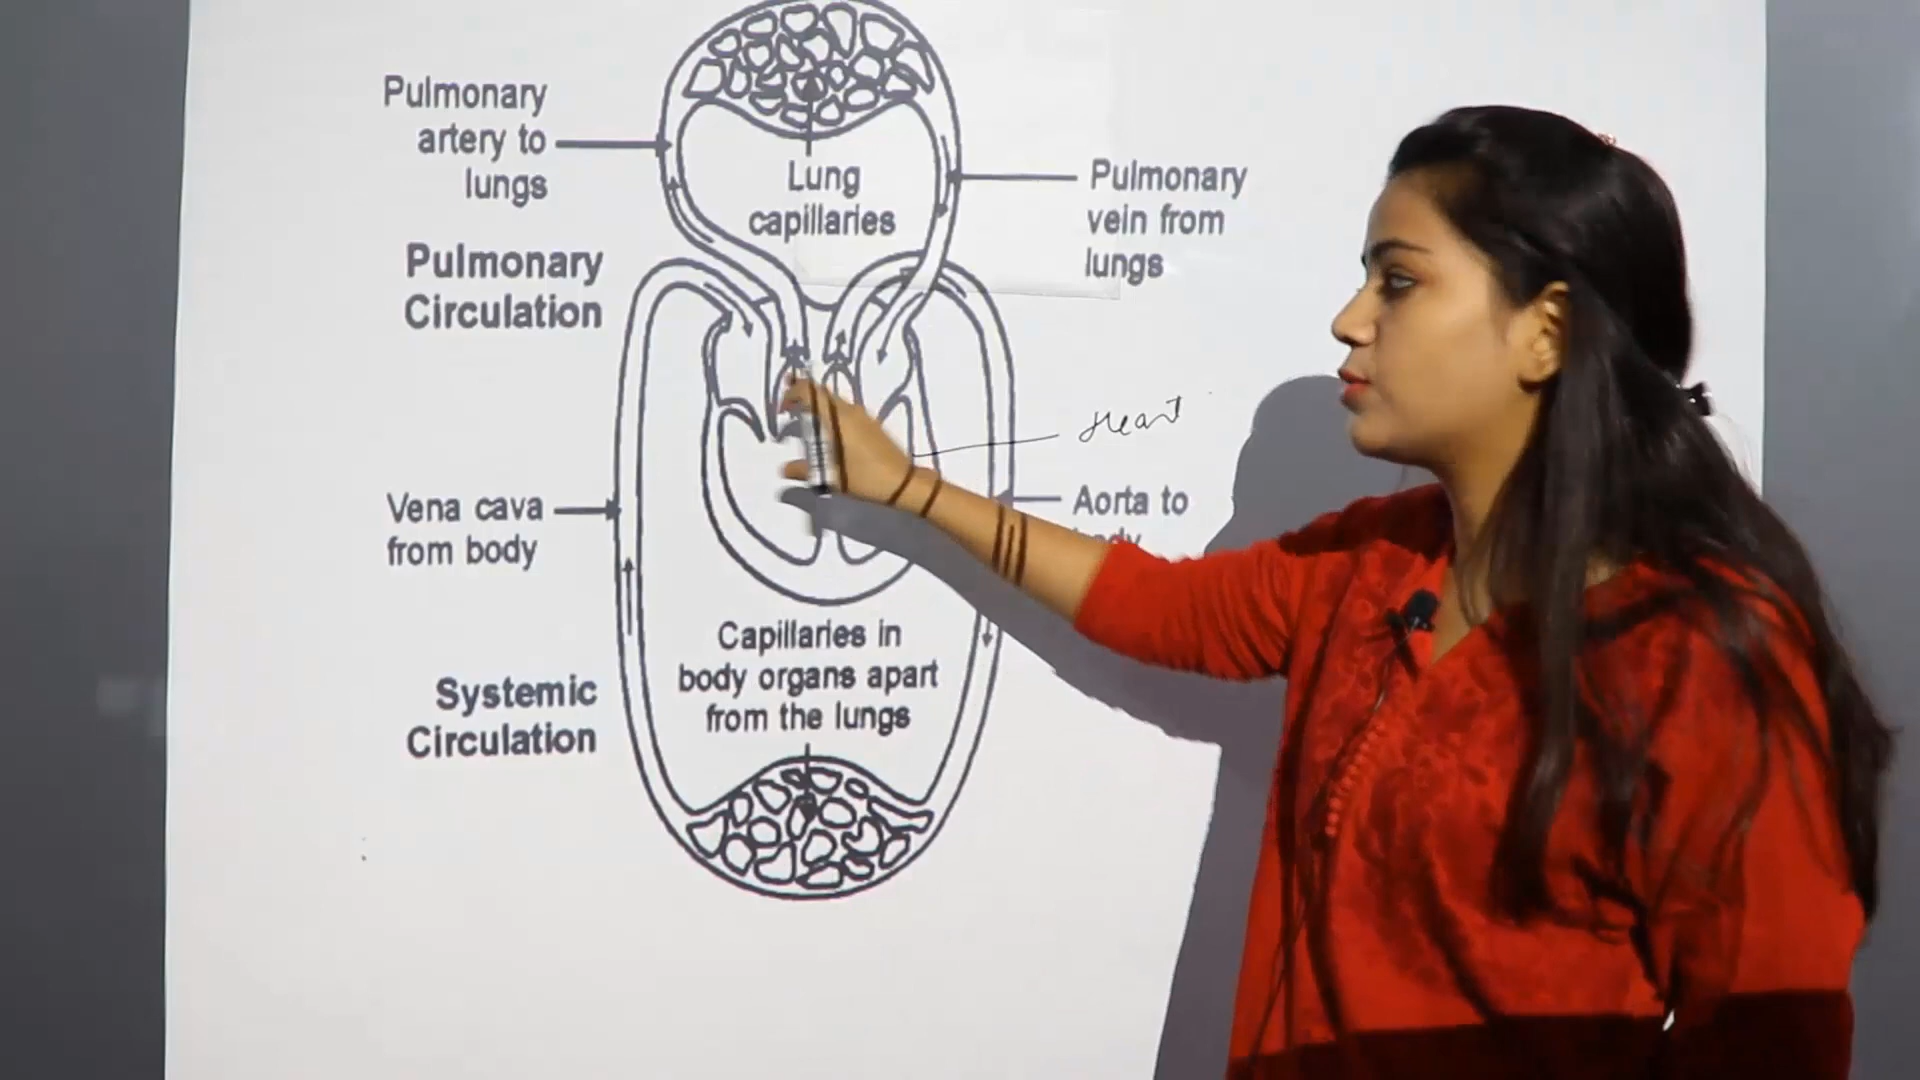 Pulmonary
artery to
lungs
Lung
capillaries
Pulmonary
vein from
lungs
Pulmonary
Circulation
Heart
Vena cava
from body
Aorta to
body
Capillaries in
body organs apart
from the lungs
Systemic
Circulation